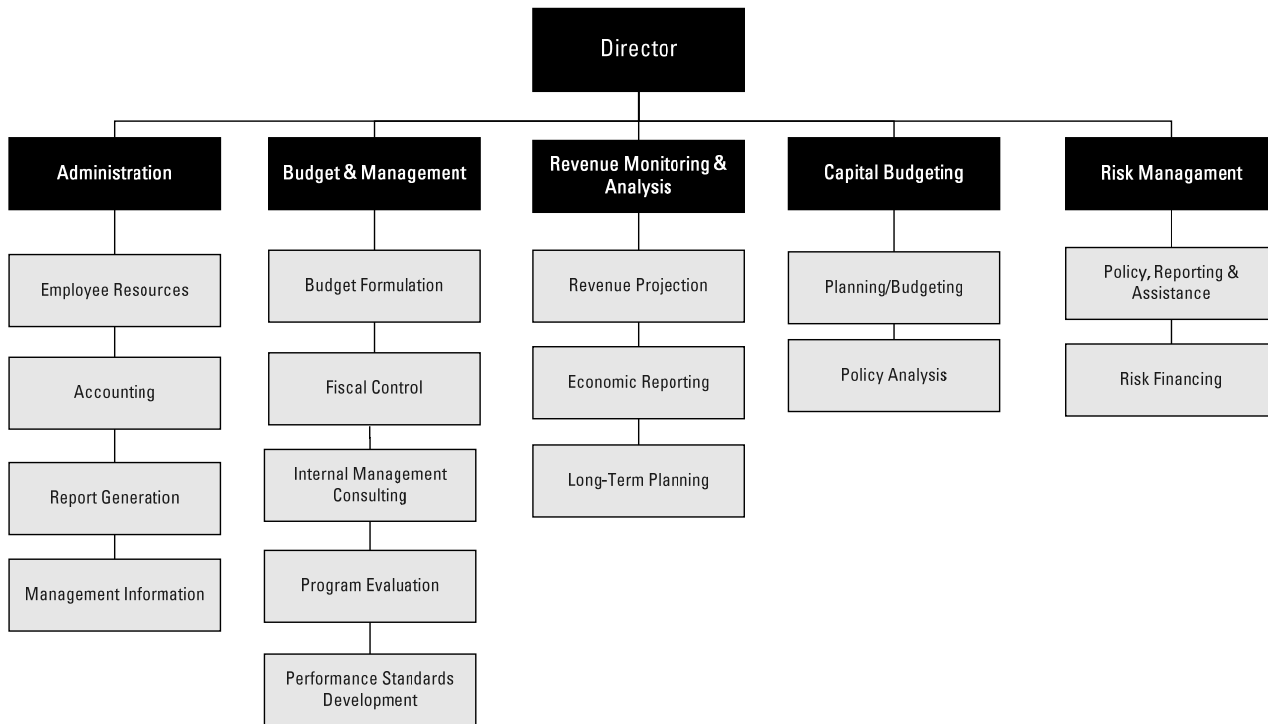 Director
Administration
Employee Resources
Accounting
Report Generation
Management Information
Budget & Management
Budget Formulation
Fiscal Control
Internal Management
Consulting
Program Evaluation
Performance Standards
Development
Revenue Monitoring &
Analysis
Revenue Projection
Economic Reporting
Long-Term Planning
Capital Budgeting
Planning/Budgeting
Policy Analysis
Risk Managament
Policy, Reporting &
Assistance
Risk Financing